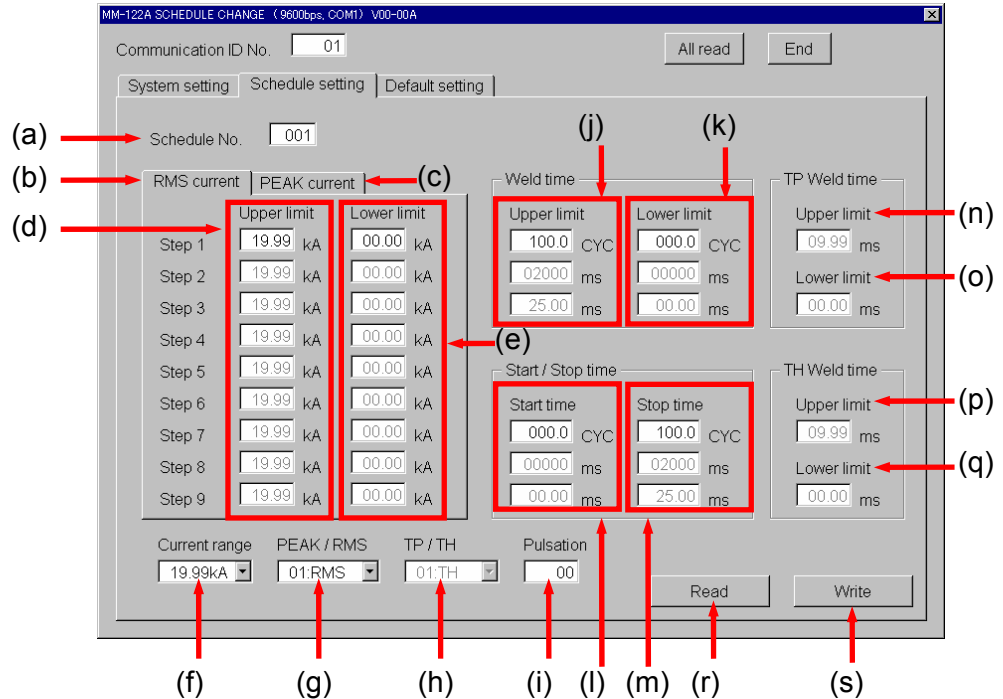 MM-122A SCHEDULE CHANGE (9600bps, COM1) V00-00A
Communication ID No. 01 All read End
System setting Schedule setting Default setting
(a) Schedule No. 001 (j) (k)
(b) RMS current PEAK current (c) Weld time TP Weld time
(d) Upper limit Lower limit Upper limit Lower limit Upper limit (n)
Step 1 19.99 kA 00.00 kA 100.0 CYC 000.0 CYC 09.99 ms
Step 2 19.99 kA 00.00 kA 02000 ms 00000 ms Lower limit (o)
Step 3 19.99 kA 00.00 kA 25.00 ms 00.00 ms 00.00 ms
Step 4 19.99 kA 00.00 kA (e)
Step 5 19.99 kA 00.00 kA Start / Stop time TH Weld time
Step 6 19.99 kA 00.00 kA Start time Stop time Upper limit (p)
Step 7 19.99 kA 00.00 kA 000.0 CYC 100.0 CYC 09.99 ms
Step 8 19.99 kA 00.00 kA 00000 ms 02000 ms Lower limit (q)
Step 9 19.99 kA 00.00 kA 00.00 ms 25.00 ms 00.00 ms
Current range PEAK / RMS TP / TH Pulsation
19.99kA 01:RMS 01:TH 00
Read Write
(f) (g) (h) (i) (l) (m) (r) (s)